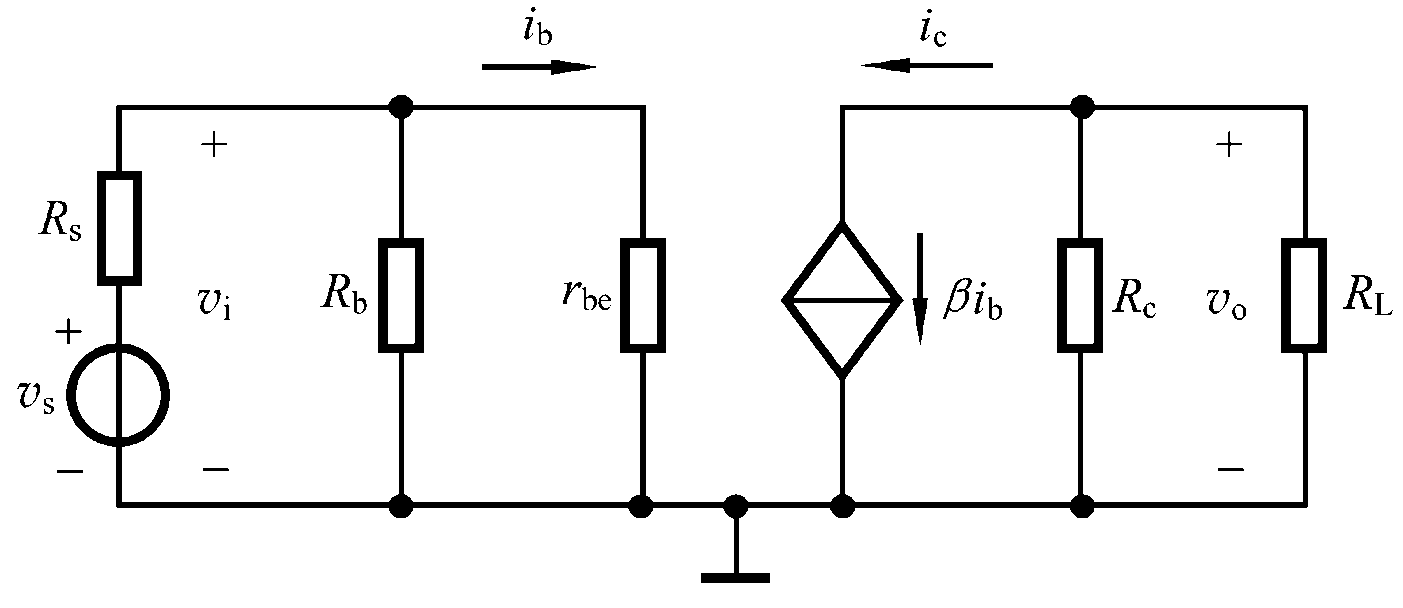 i_b
i_c
+
+
R_s
R_b
r_be
βi_b
R_c
R_L
v_i
v_o
+
v_s
−
−
−